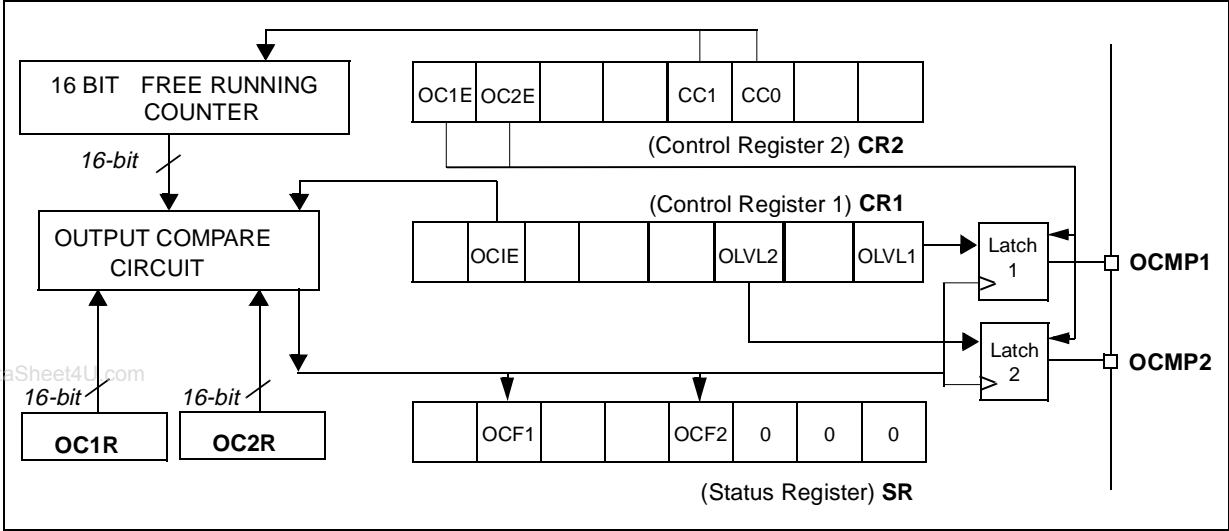 16 BIT FREE RUNNING
COUNTER
OC1E OC2E CC1 CC0
(Control Register 2) CR2
16-bit
(Control Register 1) CR1
OUTPUT COMPARE
CIRCUIT
OCIE OLVL2 OLVL1
Latch
1
OCMP1
Latch
2
OCMP2
aSheet4U.com
16-bit
16-bit
OC1R
OC2R
OCF1 OCF2 0 0 0
(Status Register) SR